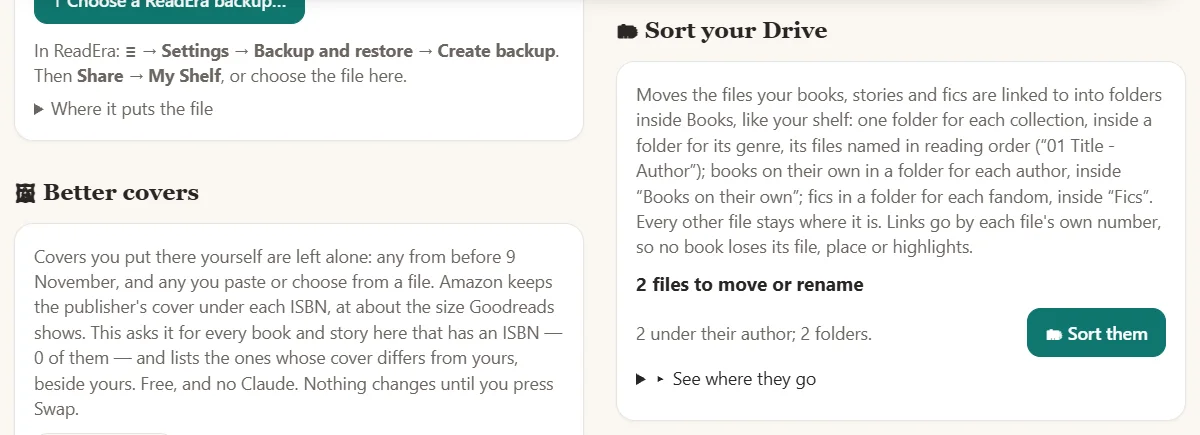 ↑ Choose a ReadEra backup…
In ReadEra: ≡ → Settings → Backup and restore → Create backup.
Then Share → My Shelf, or choose the file here.
▶ Where it puts the file
Better covers
Covers you put there yourself are left alone: any from before 9
November, and any you paste or choose from a file. Amazon keeps
the publisher's cover under each ISBN, at about the size Goodreads
shows. This asks it for every book and story here that has an ISBN —
0 of them — and lists the ones whose cover differs from yours,
beside yours. Free, and no Claude. Nothing changes until you press
Swap.
Sort your Drive
Moves the files your books, stories and fics are linked to into folders
inside Books, like your shelf: one folder for each collection, inside a
folder for its genre, its files named in reading order (“01 Title -
Author”); books on their own in a folder for each author, inside
“Books on their own”; fics in a folder for each fandom, inside “Fics”.
Every other file stays where it is. Links go by each file's own number,
so no book loses its file, place or highlights.
2 files to move or rename
2 under their author; 2 folders.
Sort them
▶ ▸ See where they go